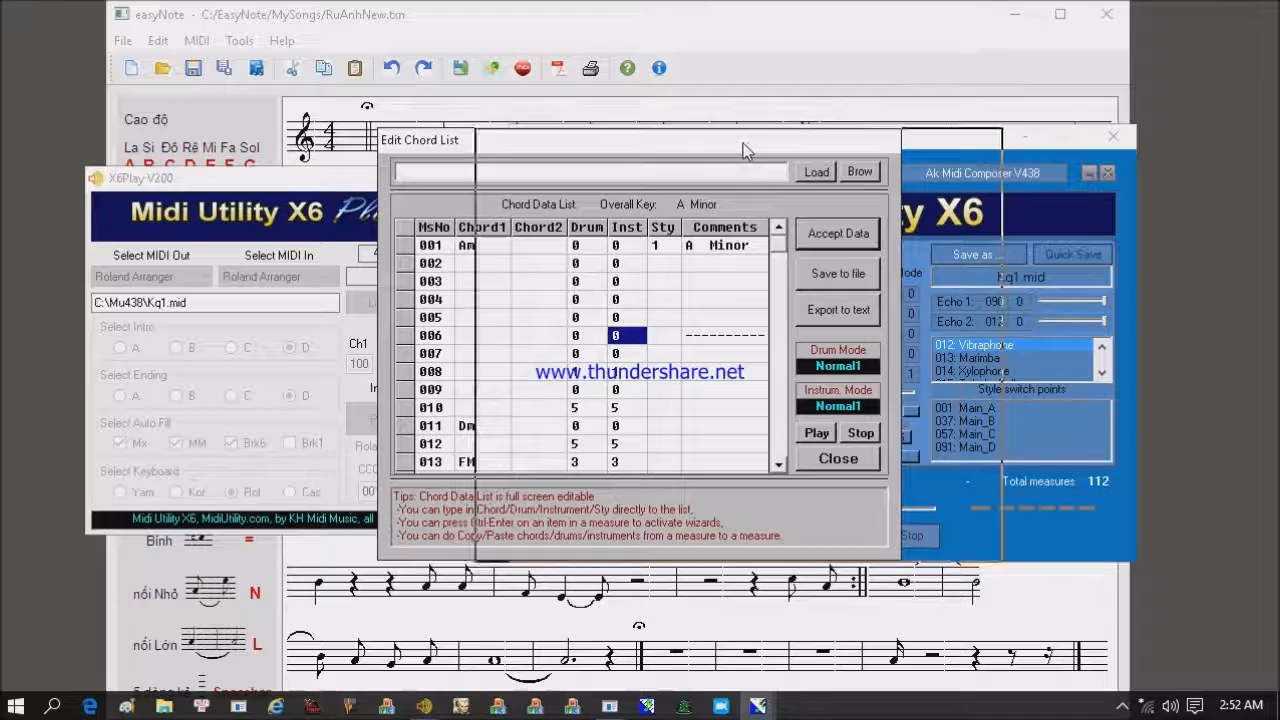 easyNote - C:/EasyNote/MySongs/RuAnhNew.txn
File Edit MIDI Tools Help
Cao độ
La Si Đô Rê Mi Fa Sol
A B C D E F G
X6Play V200
Midi Utility X6
Select MIDI Out Select MIDI In
Roland Arranger Roland Arranger
C:\Mu438\Kq1.mid
Select Intro
A B C D
Ch1
100
Select Ending
A B C D
Select Auto Fill
Mx MM Brk6 Brk1
Select Keyboard
Yam Kor Rol Cas
Midi Utility X6, MidiUtility.com, by KH Midi Music, all
Edit Chord List
Load Brow
Chord Data List Overall Key: A Minor
MsNo Chord1 Chord2 Drum Inst Sty Comments
001 Am 0 0 1 A Minor
002 0 0
003 0 0
004 0 0
005 0 0
006 0 0 ----------
007 0 0
008 0 0
009 0 0
010 5 5
011 Dm 0 0
012 5 5
013 FM 3 3
Accept Data
Save to file
Export to text
Drum Mode
Normal1
Instrum. Mode
Normal1
Play Stop
Close
Tips: Chord Data List is full screen editable
-You can type in Chord/Drum/Instrument/Sty directly to the list,
-You can press Ctrl-Enter on an item in a measure to activate wizards,
-You can do Copy/Paste chords/drums/instruments from a measure to a measure.
www.thundershare.net
Ak Midi Composer V438
y X6
Save as ... Quick Save
Kq1.mid
Echo 1: 090 0
Echo 2: 012 0
012: Vibraphone
013: Marimba
014: Xylophone
Style switch points
001 Main_A
037: Main_B
057: Main_C
091: Main_D
- Total measures 112
Stop
Bình =
nối Nhỏ N
nối Lớn L
2:52 AM